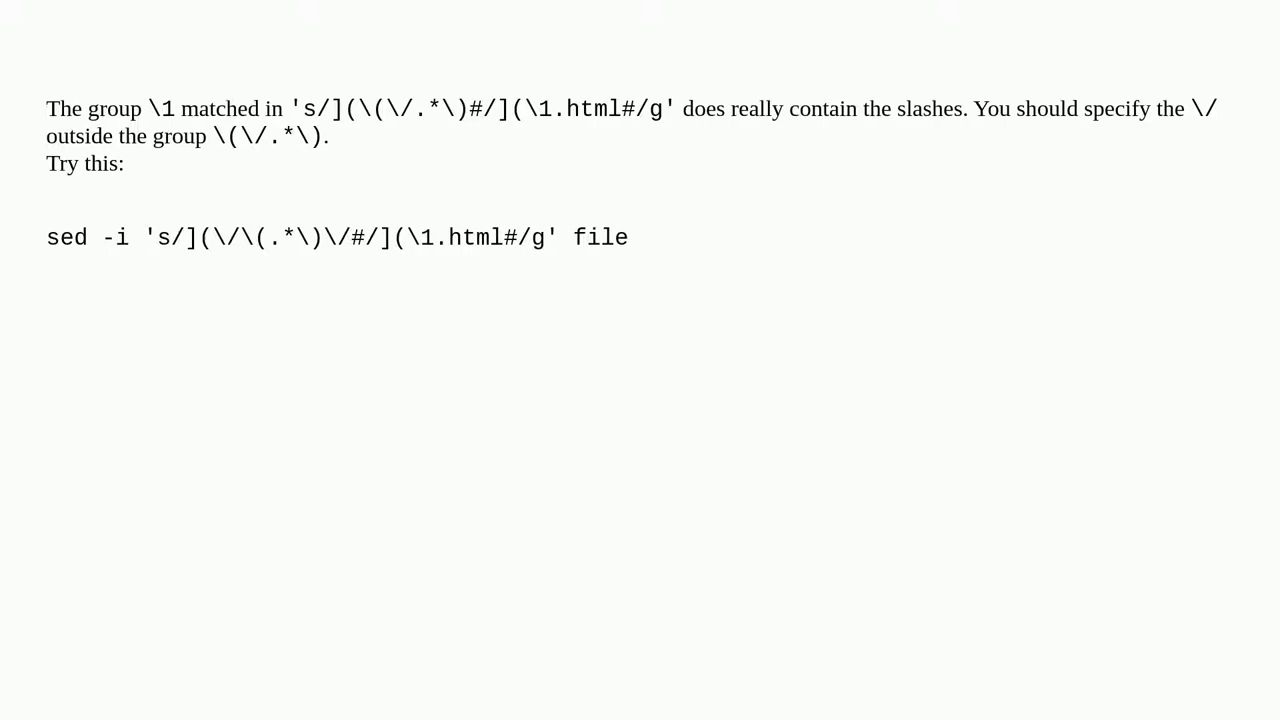 The group \1 matched in 's/](\(\/.*\)#/](\1.html#/g' does really contain the slashes. You should specify the \/
outside the group \(\/.*\).
Try this:
sed -i 's/](\/\(.*\)\/#/](\1.html#/g' file